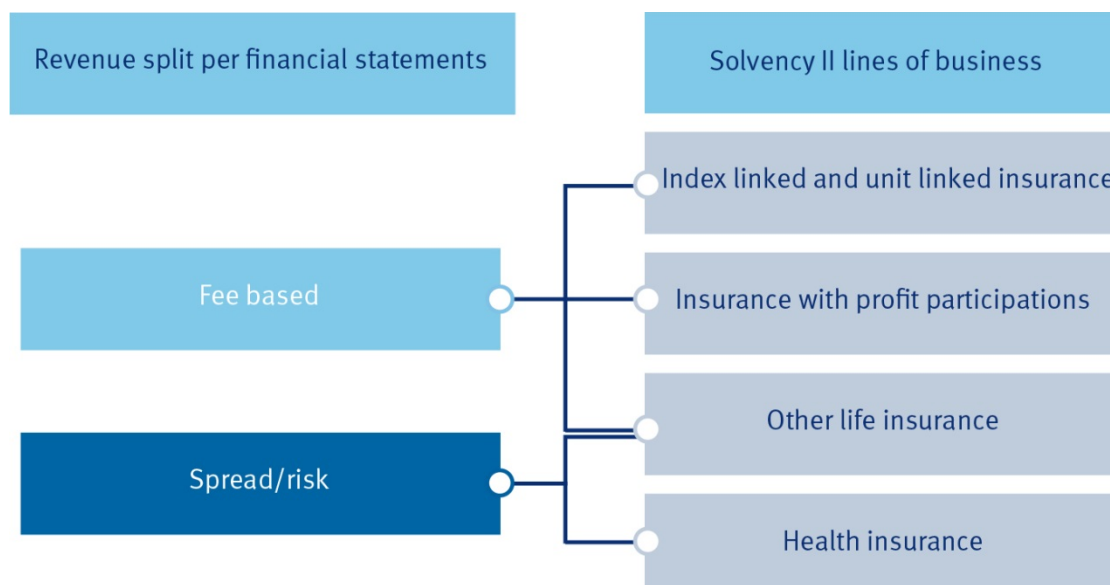 Revenue split per financial statements
Solvency II lines of business
Index linked and unit linked insurance
Fee based
Insurance with profit participations
Other life insurance
Spread/risk
Health insurance